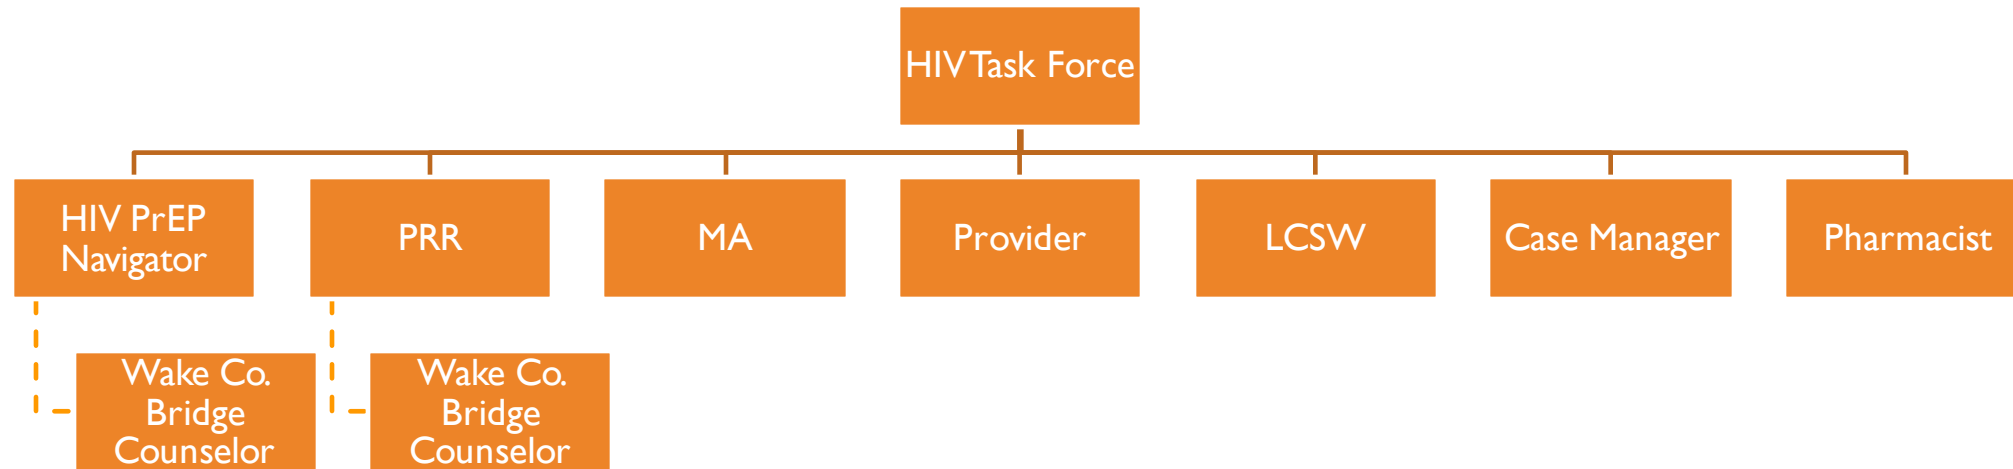 HIV Task Force
HIV PrEP
Navigator
PRR
MA
Provider
LCSW
Case Manager
Pharmacist
Wake Co.
Bridge
Counselor
Wake Co.
Bridge
Counselor